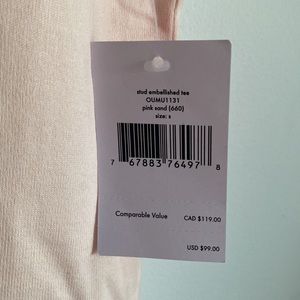 stud embellished tee
OUMU1131
pink sand (660)
size: s
7 67883 76497 8
Comparable Value CAD $119.00
USD $99.00